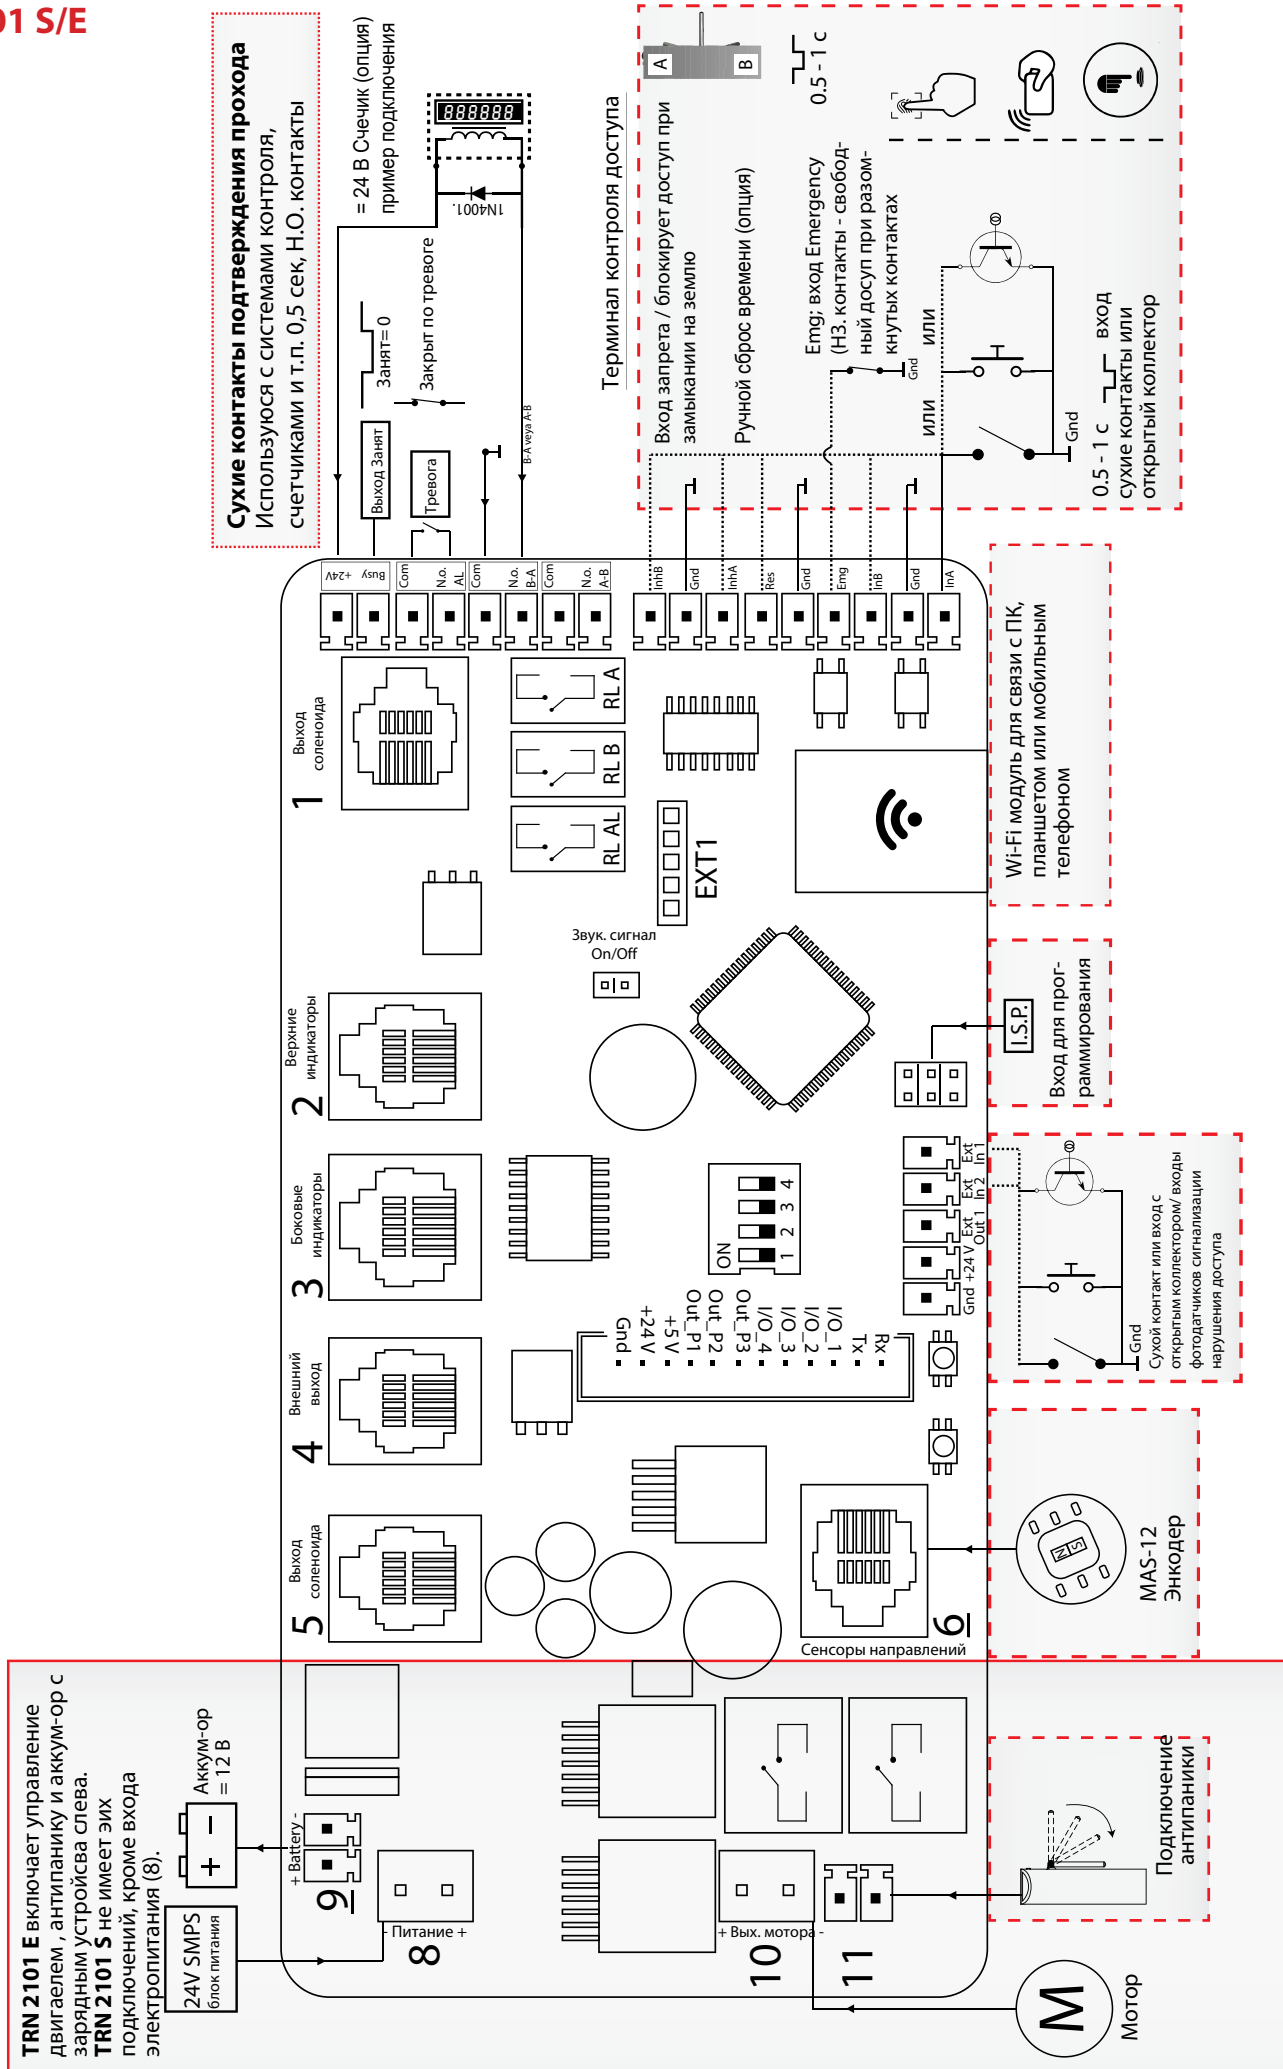 01 S/E
Сухие контакты подтверждения прохода
Используюся с системами контроля,
счетчиками и т.п. 0,5 сек, Н.О. контакты
= 24 В Счечик (опция)
пример подключения
888888
1N4001.
Занят= 0
Закрыт по тревоге
Выход Занят
Тревога
B-A veya A-B
Терминал контроля доступа
A
B
0.5 - 1 с
Вход запрета / блокирует доступ при
замыкании на землю
Ручной сброс времени (опция)
Emg; вход Emergency
(НЗ. контакты - свобод-
ный досуп при разом-
кнутых контактах
Gnd
или
или
Gnd
0.5 - 1 с
вход
сухие контакты или
открытый коллектор
+24V
Busy
Com
N.o.
AL
Com
N.o.
B-A
Com
N.o.
A-B
InhB
Gnd
InhA
Res
Gnd
Emg
InB
Gnd
InA
1
Выход
соленоида
RL A
RL B
RL AL
EXT1
Wi-Fi модуль для связи с ПК,
планшетом или мобильным
телефоном
2
Верхние
индикаторы
Звук. сигнал
On/Off
I.S.P.
Вход для прог-
раммирования
3
Боковые
индикаторы
ON
1 2 3 4
Gnd
+24 V
Ext
Out 1
Ext
In 2
Ext
In 1
Gnd
Сухой контакт или вход с
открытым коллектором/ входы
фотодатчиков сигнализации
нарушения доступа
4
Внешний
выход
Gnd
+24 V
+5 V
Out_P1
Out_P2
Out_P3
I/O_4
I/O_3
I/O_2
I/O_1
Tx
Rx
5
Выход
соленоида
6
Сенсоры направлений
N S
MAS-12
Энкодер
TRN 2101 E включает управление
двигаелем , антипанику и аккум-ор с
зарядным устройсва слева.
TRN 2101 S не имеет эих
подключений, кроме входа
электропитания (8).
Аккум-ор
= 12 В
+ −
24V SMPS
блок питания
+ Battery -
9
- Питание +
8
+ Вых. мотора -
10
11
Подключение
антипаники
M
Мотор